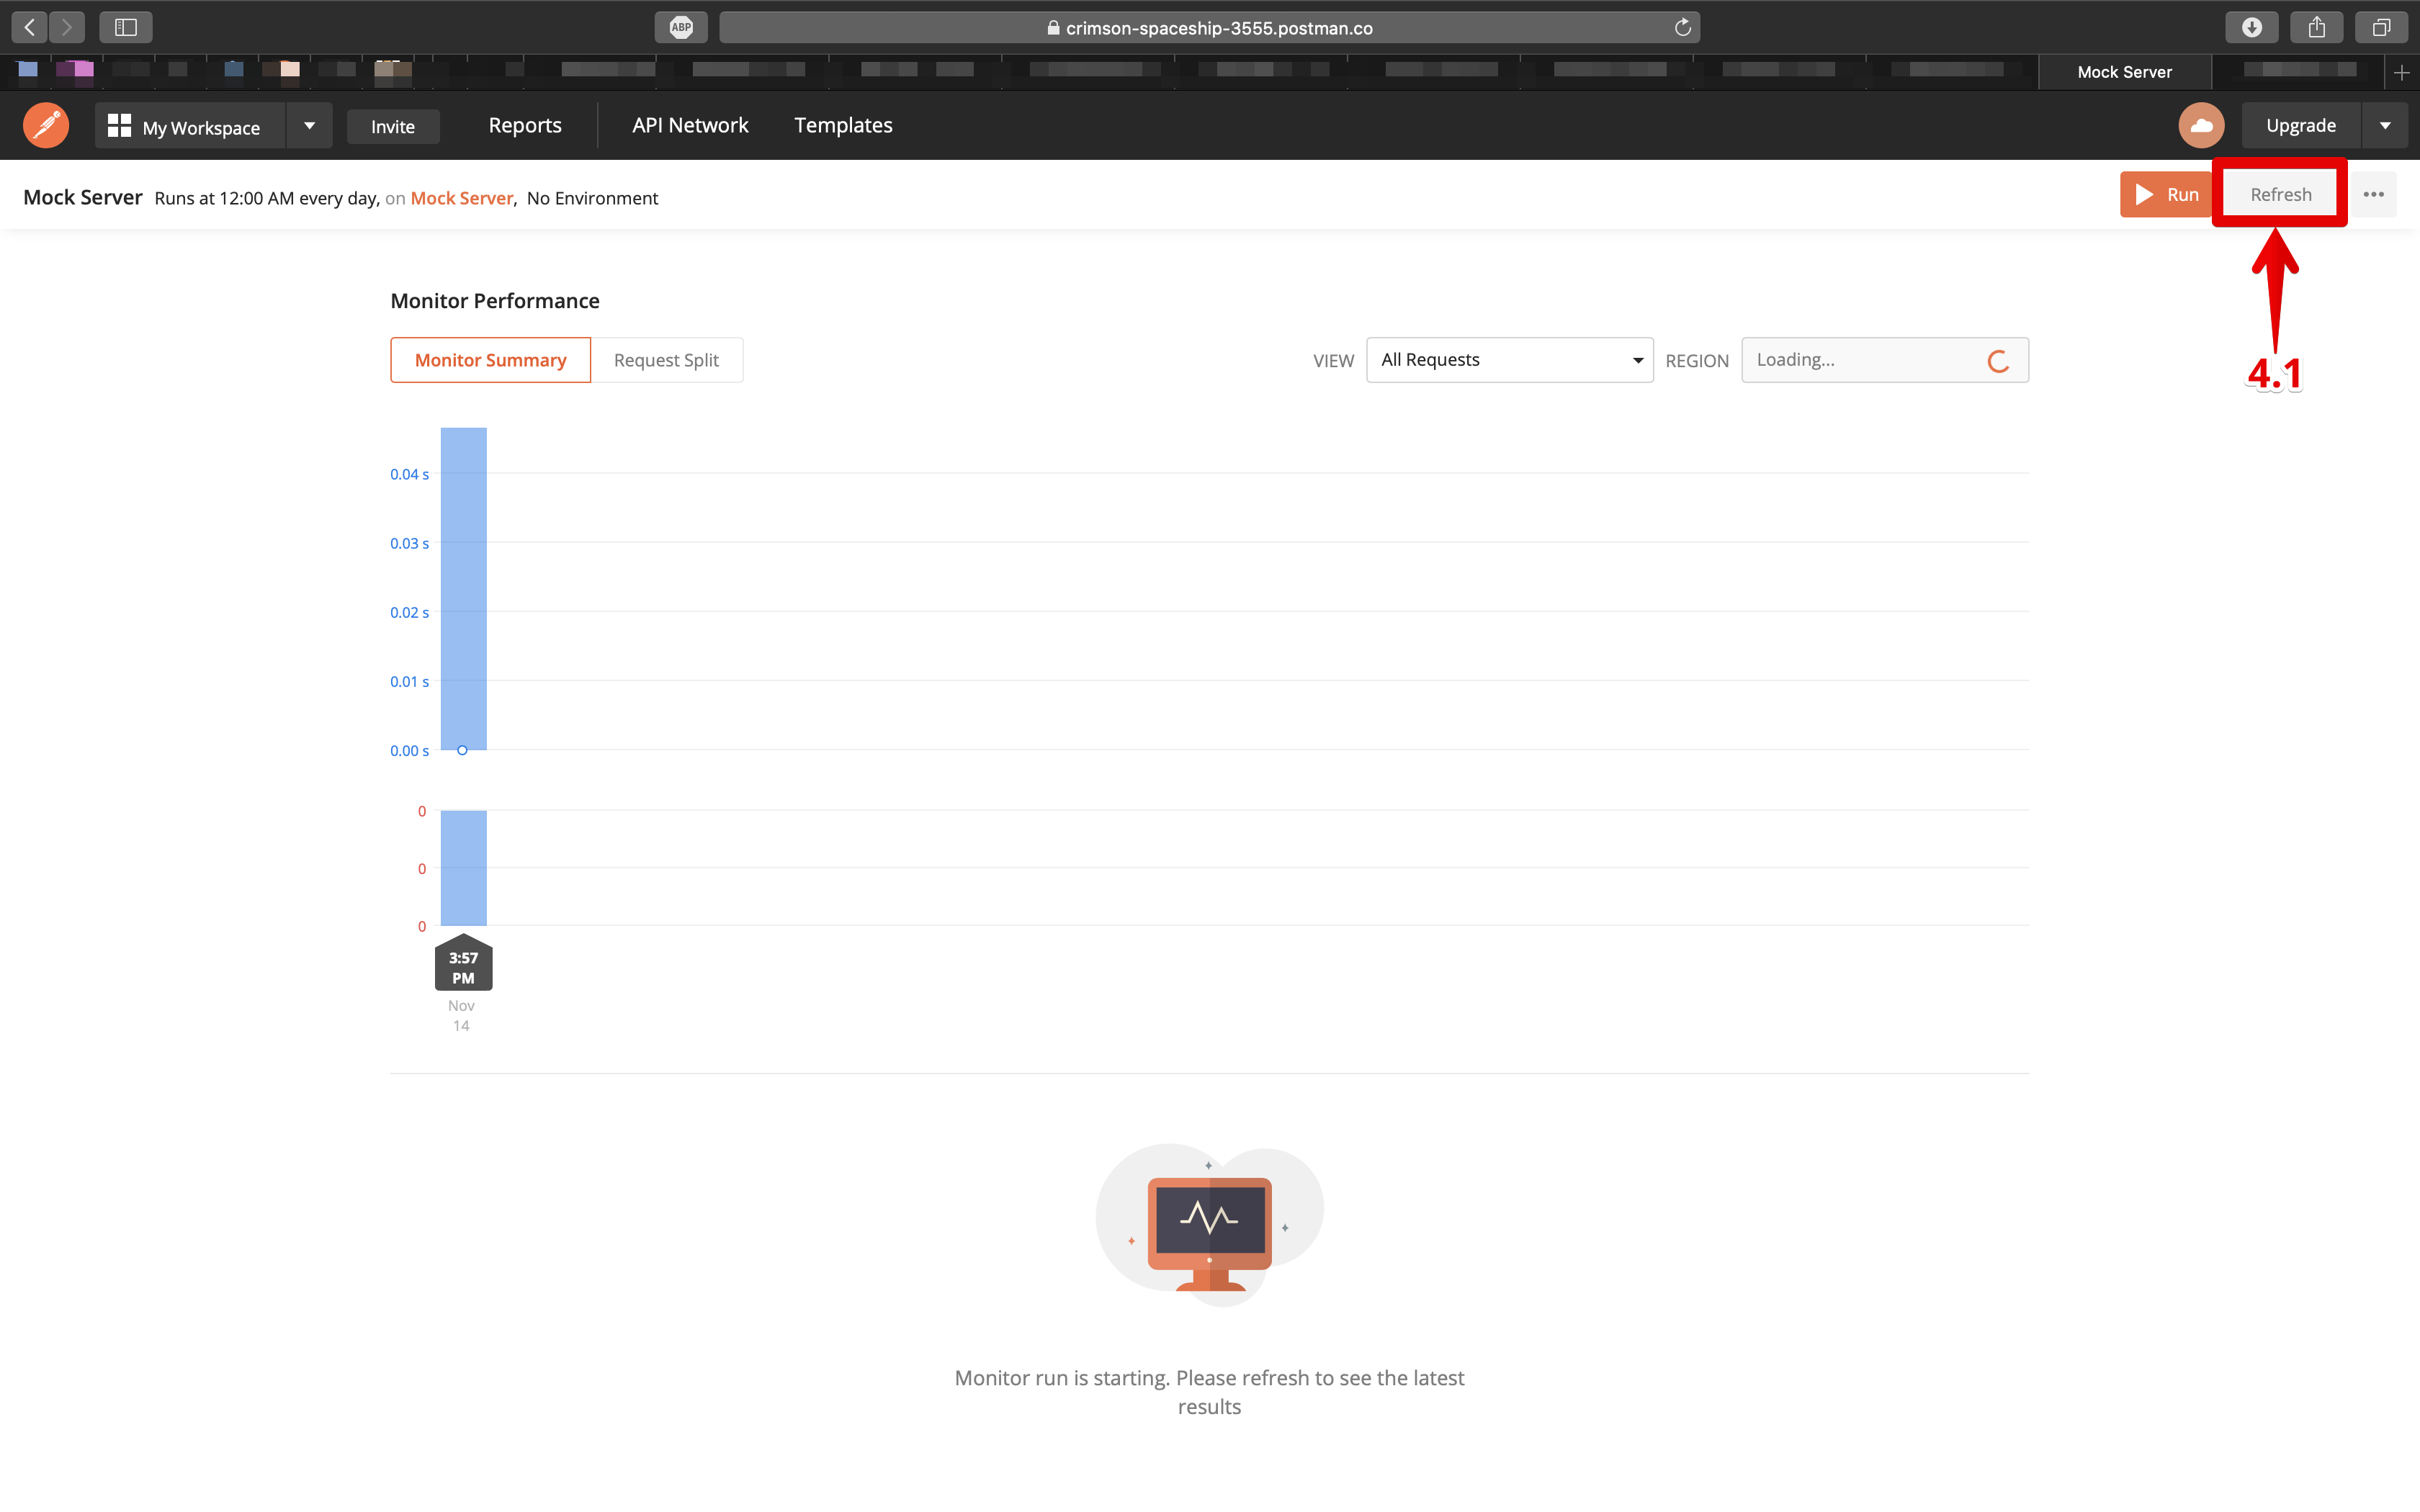 ABP
crimson-spaceship-3555.postman.co
Mock Server
My Workspace
Invite
Reports
API Network
Templates
Upgrade
Mock Server Runs at 12:00 AM every day, on Mock Server, No Environment
Run
Refresh
4.1
Monitor Performance
Monitor Summary
Request Split
VIEW
All Requests
REGION
Loading...
0.04 s
0.03 s
0.02 s
0.01 s
0.00 s
0
0
0
3:57
PM
Nov
14
Monitor run is starting. Please refresh to see the latest
results